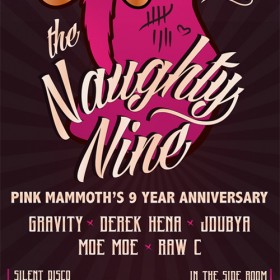 the
Naughty
Nine
PINK MAMMOTH'S 9 YEAR ANNIVERSARY
GRAVITY × DEREK HENA × JOUBYA
MOE MOE × RAW C
SILENT DISCO
IN THE SIDE ROOM